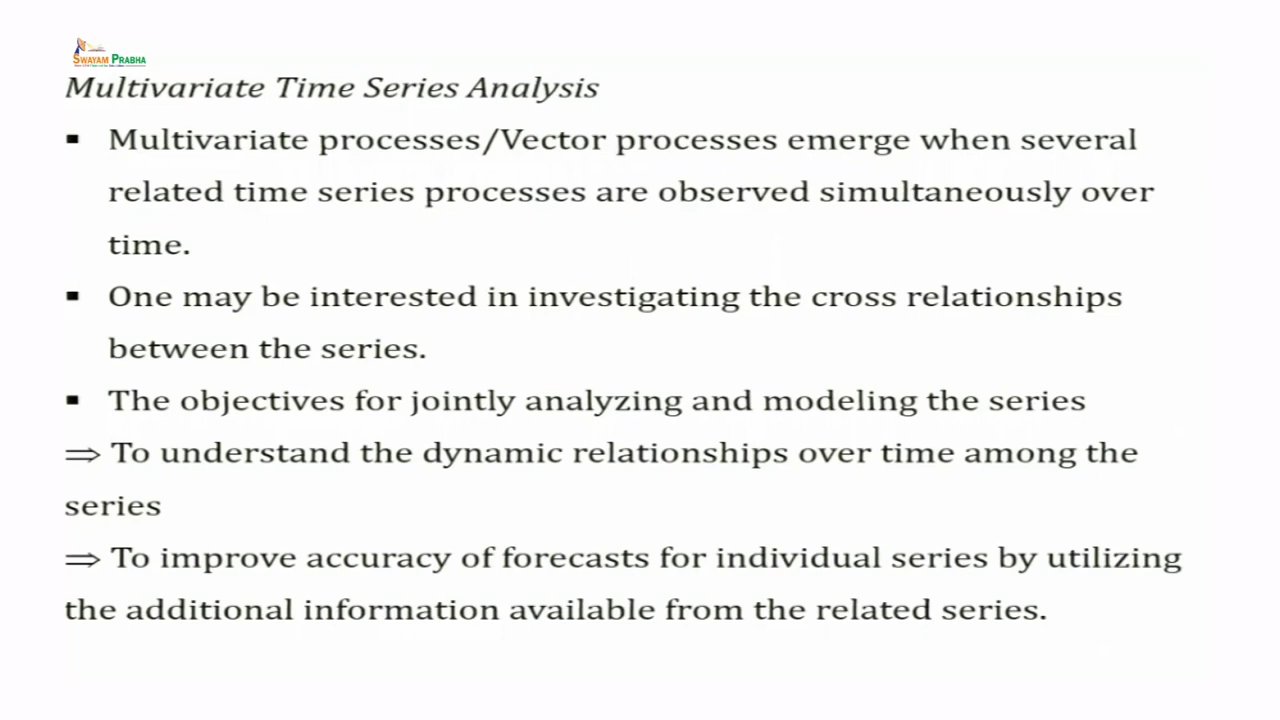 SWAYAM PRABHA
Multivariate Time Series Analysis
▪ Multivariate processes/Vector processes emerge when several
related time series processes are observed simultaneously over
time.
▪ One may be interested in investigating the cross relationships
between the series.
▪ The objectives for jointly analyzing and modeling the series
⇒ To understand the dynamic relationships over time among the
series
⇒ To improve accuracy of forecasts for individual series by utilizing
the additional information available from the related series.